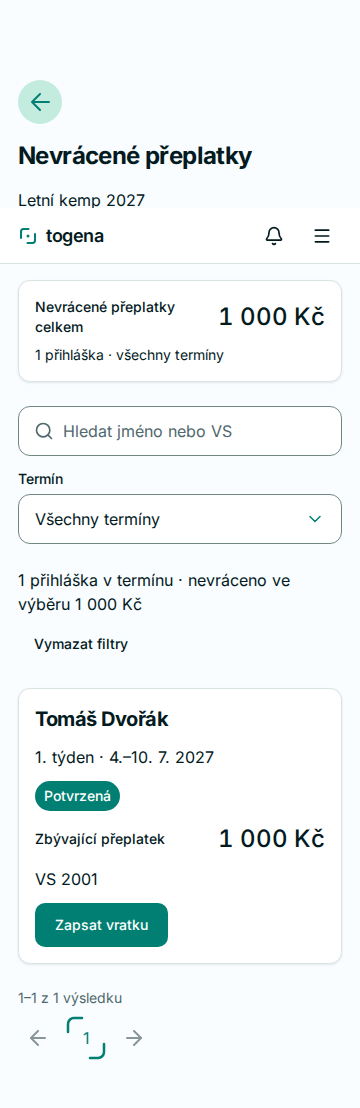 Nevrácené přeplatky
Letní kemp 2027
togena
Nevrácené přeplatky
celkem
1 000 Kč
1 přihláška · všechny termíny
Hledat jméno nebo VS
Termín
Všechny termíny
1 přihláška v termínu · nevráceno ve
výběru 1 000 Kč
Vymazat filtry
Tomáš Dvořák
1. týden · 4.–10. 7. 2027
Potvrzená
Zbývající přeplatek
1 000 Kč
VS 2001
Zapsat vratku
1–1 z 1 výsledku
1